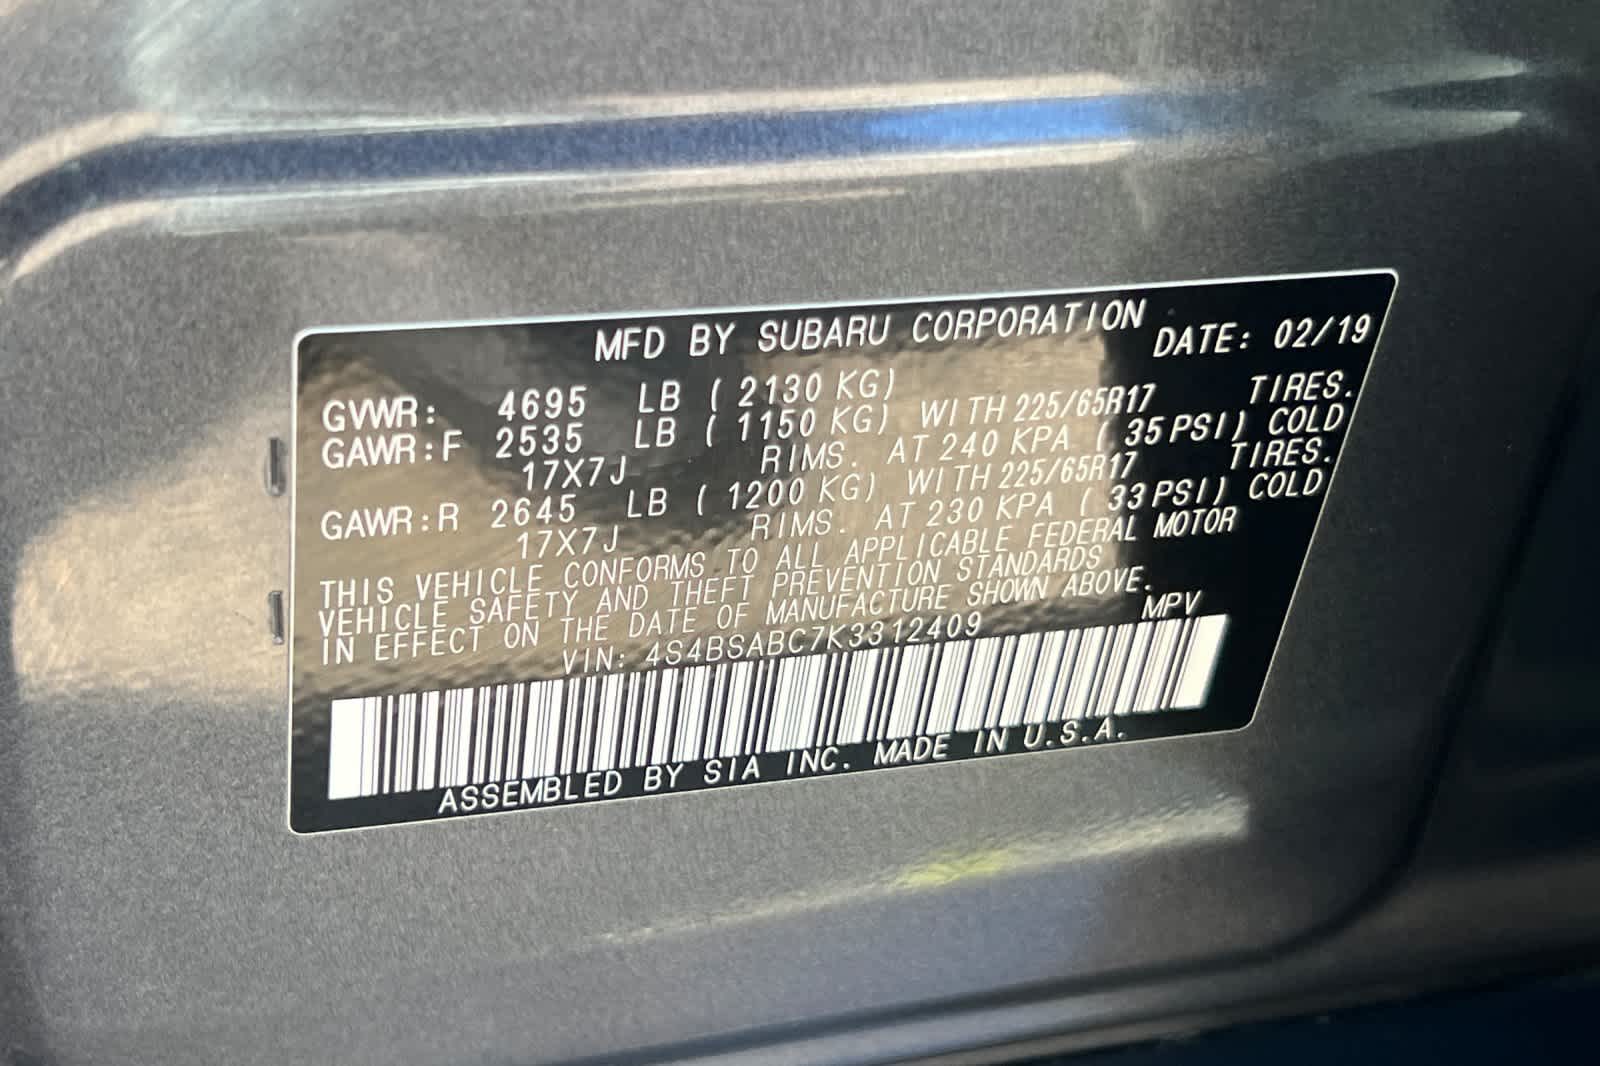 MFD BY SUBARU CORPORATION DATE: 02/19
GVWR: 4695 LB ( 2130 KG)
GAWR:F 2535 LB ( 1150 KG) WITH 225/65R17 TIRES.
17X7J RIMS. AT 240 KPA ( 35 PSI) COLD
GAWR:R 2645 LB ( 1200 KG) WITH 225/65R17 TIRES.
17X7J RIMS. AT 230 KPA ( 33 PSI) COLD
THIS VEHICLE CONFORMS TO ALL APPLICABLE FEDERAL MOTOR
VEHICLE SAFETY AND THEFT PREVENTION STANDARDS
IN EFFECT ON THE DATE OF MANUFACTURE SHOWN ABOVE.
VIN: 4S4BSABC7K3312409 MPV
ASSEMBLED BY SIA INC. MADE IN U.S.A.